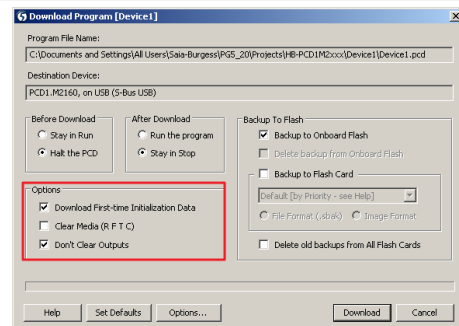 Download Program [Device1]
Program File Name:
C:\Documents and Settings\All Users\Saia-Burgess\PG5_20\Projects\HB-PCD1M2xxx\Device1\Device1.pcd
Destination Device:
PCD1.M2160, on USB (S-Bus USB)
Before Download
Stay in Run
Halt the PCD
After Download
Run the program
Stay in Stop
Options
Download First-time Initialization Data
Clear Media (R F T C)
Don't Clear Outputs
Backup To Flash
Backup to Onboard Flash
Delete backup from Onboard Flash
Backup to Flash Card
Default [by Priority - see Help]
File Format (.sbak)
Image Format
Delete old backups from All Flash Cards
Help
Set Defaults
Options...
Download
Cancel